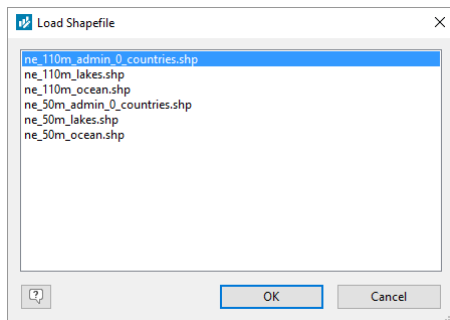 Load Shapefile
ne_110m_admin_0_countries.shp
ne_110m_lakes.shp
ne_110m_ocean.shp
ne_50m_admin_0_countries.shp
ne_50m_lakes.shp
ne_50m_ocean.shp
?
OK Cancel